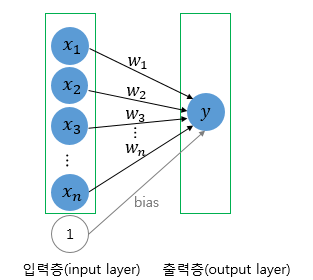 x₁
w₁
x₂
w₂
y
x₃
w₃
⋮
⋯
wₙ
xₙ
bias
1
입력층(input layer)
출력층(output layer)